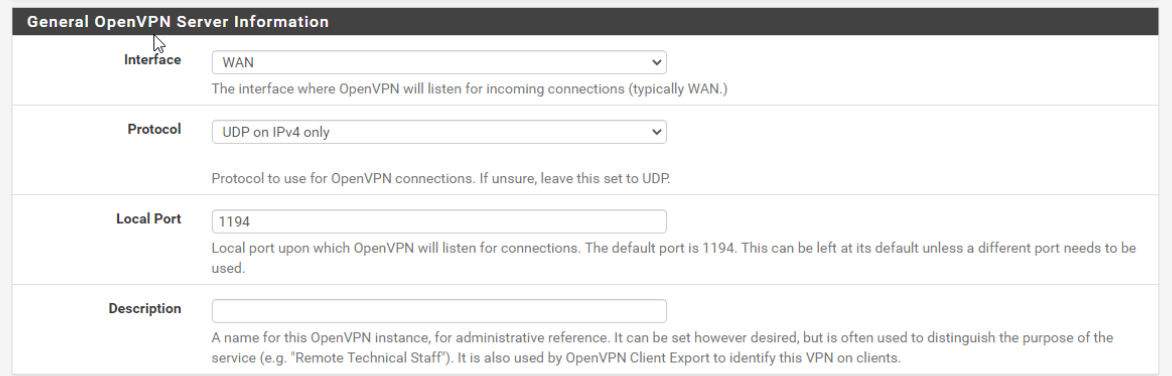 General OpenVPN Server Information
Interface
WAN
The interface where OpenVPN will listen for incoming connections (typically WAN.)
Protocol
UDP on IPv4 only
Protocol to use for OpenVPN connections. If unsure, leave this set to UDP.
Local Port
1194
Local port upon which OpenVPN will listen for connections. The default port is 1194. This can be left at its default unless a different port needs to be
used.
Description
A name for this OpenVPN instance, for administrative reference. It can be set however desired, but is often used to distinguish the purpose of the
service (e.g. "Remote Technical Staff"). It is also used by OpenVPN Client Export to identify this VPN on clients.